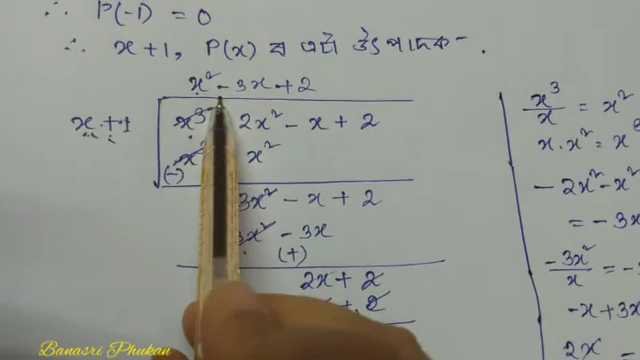 ∴ P(-1) = 0
∴ x+1, P(x) ৰ এটা উৎপাদক .
x² - 3x + 2
x + 1
x³ 2x² - x + 2
(-) x²
3x² - x + 2
3x² - 3x
(+)
2x + 2
+ 2
x³/x = x²
x·x² = x³
- 2x² - x²
= - 3x
-3x²/x = -
-x + 3x
2x
Banasri Phukan